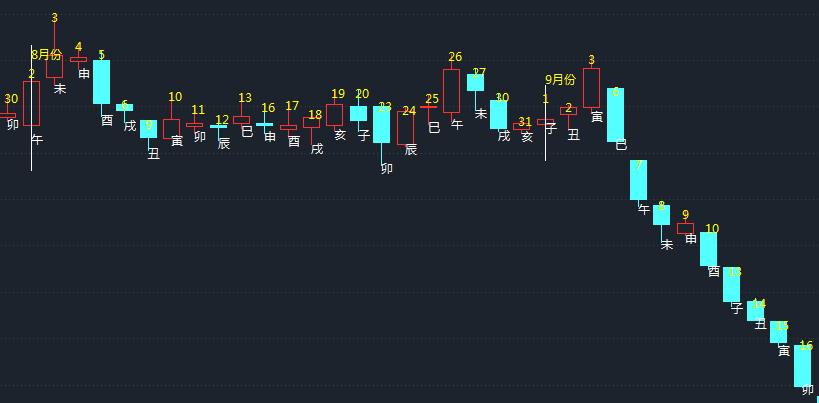 30
卯
8月份
2
午
3
未
4
申
5
酉
6
戌
9
丑
10
寅
11
卯
12
辰
13
巳
16
申
17
酉
18
戌
19
亥
20
子
23
卯
24
辰
25
巳
26
午
27
未
30
戌
31
亥
9月份
1
子
2
丑
3
寅
6
巳
7
午
8
未
9
申
10
酉
13
子
14
丑
15
寅
16
卯